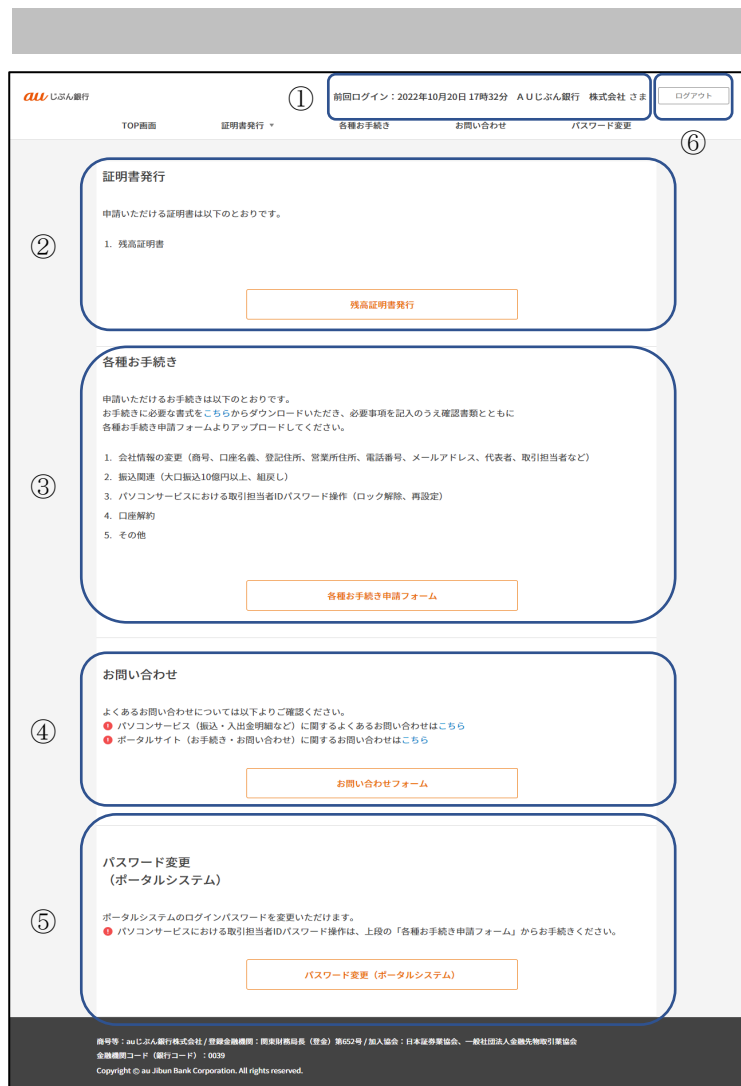 au じぶん銀行
①
前回ログイン：2022年10月20日 17時32分 ＡＵじぶん銀行 株式会社 さま
ログアウト
⑥
TOP画面 証明書発行 ▾ 各種お手続き お問い合わせ パスワード変更
②
証明書発行
申請いただける証明書は以下のとおりです。
1. 残高証明書
残高証明書発行
③
各種お手続き
申請いただけるお手続きは以下のとおりです。
お手続きに必要な書式をこちらからダウンロードいただき、必要事項を記入のうえ確認書類とともに
各種お手続き申請フォームよりアップロードしてください。
1. 会社情報の変更（商号、口座名義、登記住所、営業所住所、電話番号、メールアドレス、代表者、取引担当者など）
2. 振込関連（大口振込10億円以上、組戻し）
3. パソコンサービスにおける取引担当者IDパスワード操作（ロック解除、再設定）
4. 口座解約
5. その他
各種お手続き申請フォーム
④
お問い合わせ
よくあるお問い合わせについては以下よりご確認ください。
パソコンサービス（振込・入出金明細など）に関するよくあるお問い合わせはこちら
ポータルサイト（お手続き・お問い合わせ）に関するお問い合わせはこちら
お問い合わせフォーム
⑤
パスワード変更
（ポータルシステム）
ポータルシステムのログインパスワードを変更いただけます。
パソコンサービスにおける取引担当者IDパスワード操作は、上段の「各種お手続き申請フォーム」からお手続きください。
パスワード変更（ポータルシステム）
商号等：auじぶん銀行株式会社 / 登録金融機関：関東財務局長（登金）第652号 / 加入協会：日本証券業協会、一般社団法人金融先物取引業協会
金融機関コード（銀行コード）：0039
Copyright © au Jibun Bank Corporation. All rights reserved.